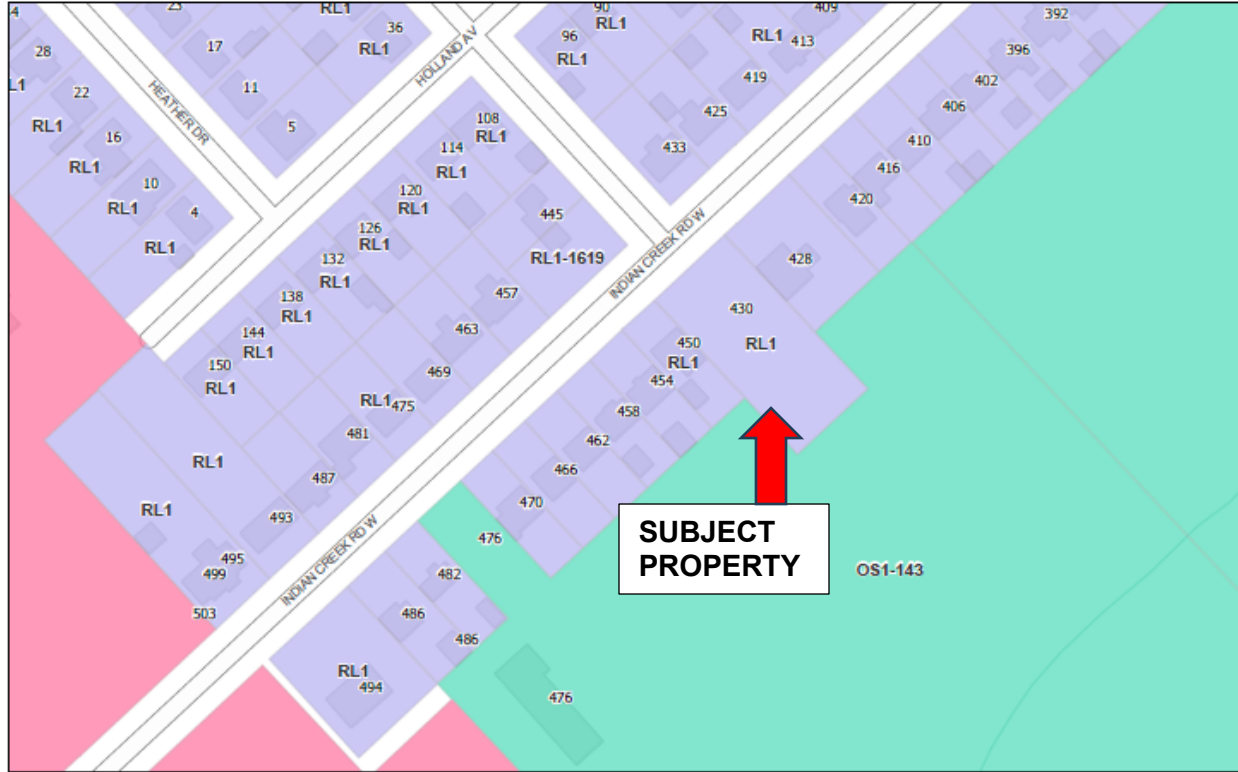 23
RL1
36
RL1
90
RL1
96
RL1
409
RL1
413
392
28
17
HOLLAND AV
396
419
402
22
11
HEATHER DR
425
406
RL1
5
108
RL1
410
16
RL1
114
RL1
433
416
10
RL1
120
RL1
420
4
126
RL1
445
INDIAN CREEK RD W
RL1
132
RL1
RL1-1619
428
138
RL1
457
430
144
RL1
463
450
RL1
RL1
150
RL1
469
454
RL1
475
458
481
462
RL1
487
466
RL1
493
470
SUBJECT
PROPERTY
495
499
INDIAN CREEK RD W
476
OS1-143
503
482
486
486
RL1
494
476